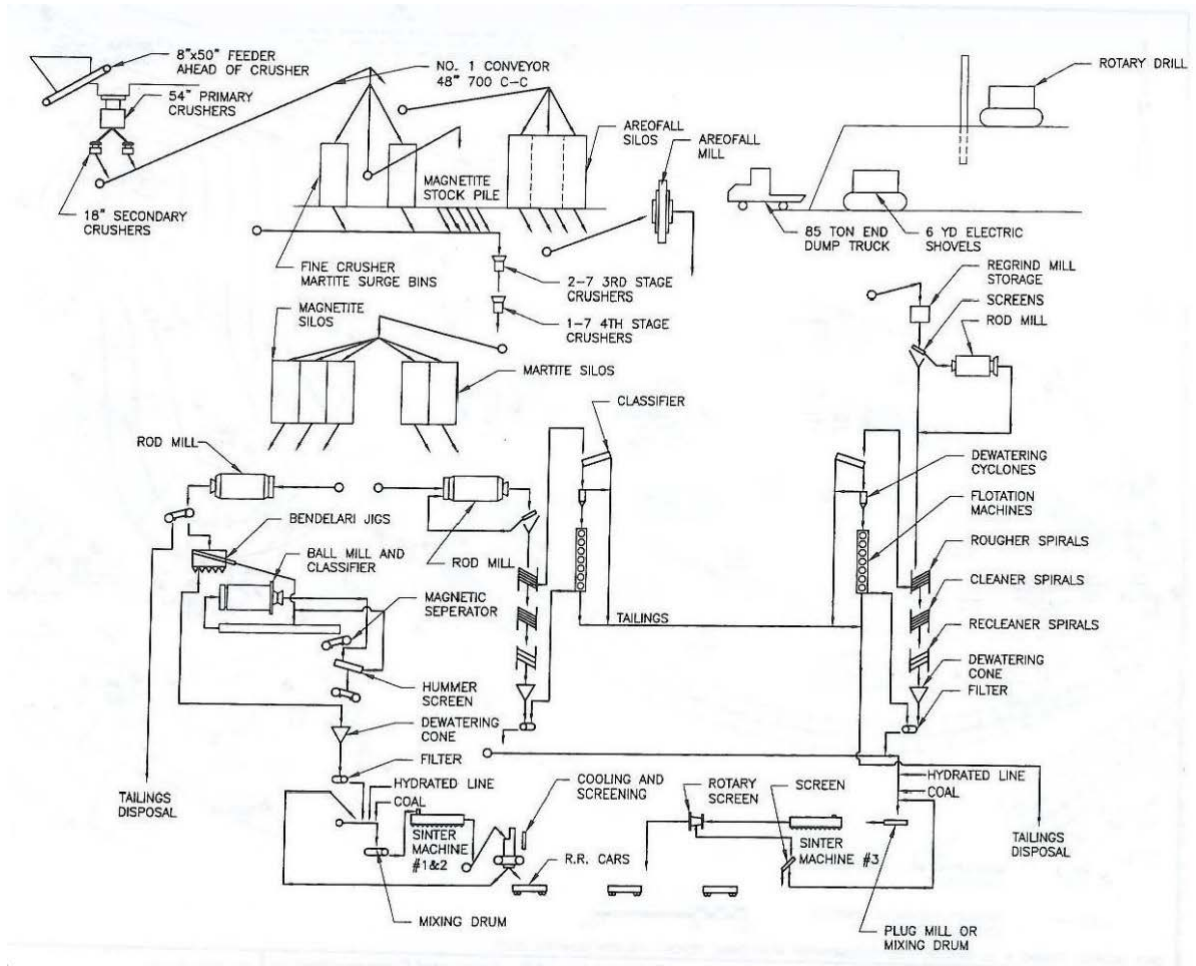 8"x50" FEEDER
AHEAD OF CRUSHER
54" PRIMARY
CRUSHERS
18" SECONDARY
CRUSHERS
NO. 1 CONVEYOR
48" 700 C-C
MAGNETITE
STOCK PILE
AREOFALL
SILOS
AREOFALL
MILL
ROTARY DRILL
85 TON END
DUMP TRUCK
6 YD ELECTRIC
SHOVELS
FINE CRUSHER
MARTITE SURGE BINS
2-7 3RD STAGE
CRUSHERS
1-7 4TH STAGE
CRUSHERS
MAGNETITE
SILOS
MARTITE SILOS
REGRIND MILL
STORAGE
SCREENS
ROD MILL
CLASSIFIER
ROD MILL
BENDELARI JIGS
BALL MILL AND
CLASSIFIER
ROD MILL
MAGNETIC
SEPERATOR
HUMMER
SCREEN
DEWATERING
CONE
FILTER
HYDRATED LINE
COAL
TAILINGS
DISPOSAL
TAILINGS
DEWATERING
CYCLONES
FLOTATION
MACHINES
ROUGHER SPIRALS
CLEANER SPIRALS
RECLEANER SPIRALS
DEWATERING
CONE
FILTER
HYDRATED LINE
COAL
TAILINGS
DISPOSAL
SINTER
MACHINE
#1&2
COOLING AND
SCREENING
R.R. CARS
ROTARY
SCREEN
SCREEN
SINTER
MACHINE #3
MIXING DRUM
PLUG MILL OR
MIXING DRUM